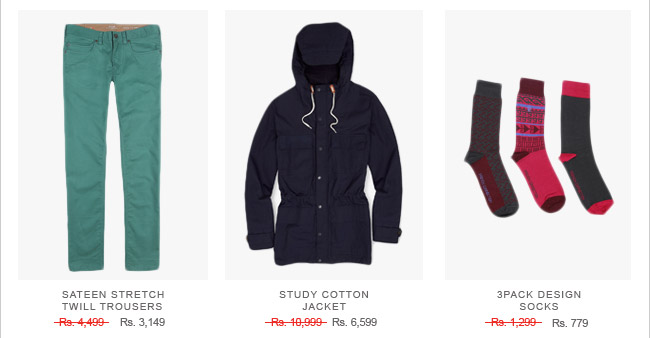 SATEEN STRETCH
TWILL TROUSERS
Rs. 4,499 Rs. 3,149
STUDY COTTON
JACKET
Rs. 10,999 Rs. 6,599
3PACK DESIGN
SOCKS
Rs. 1,299 Rs. 779